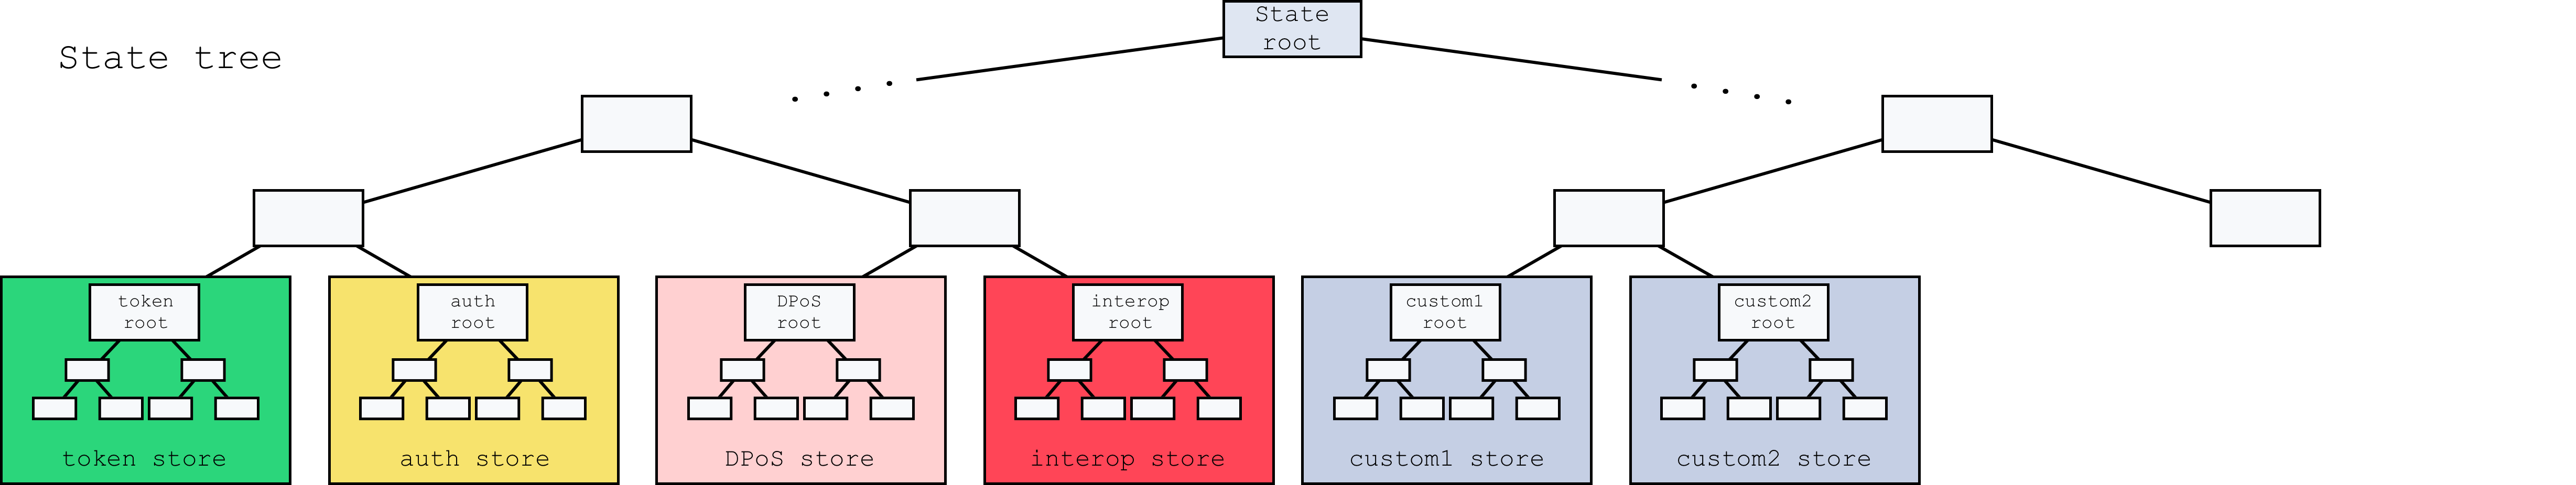 State
root
State tree
token
root
auth
root
DPoS
root
interop
root
custom1
root
custom2
root
token store
auth store
DPoS store
interop store
custom1 store
custom2 store